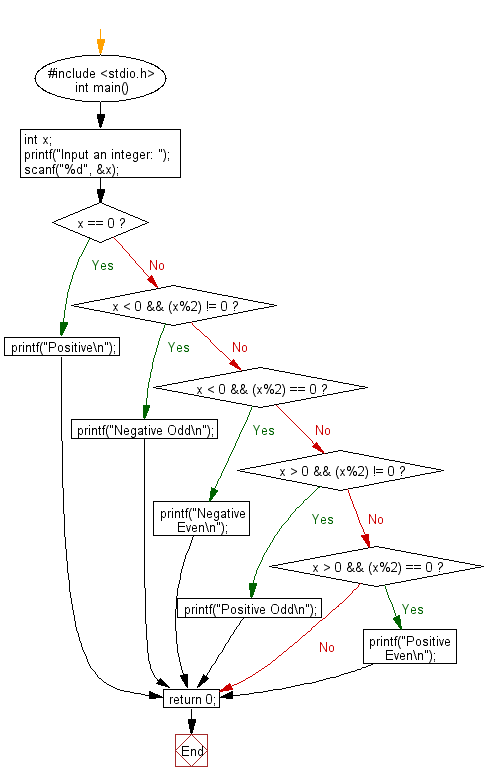 #include <stdio.h>
int main()
int x;
printf("Input an integer: ");
scanf("%d", &x);
x == 0 ?
Yes
No
x < 0 && (x%2) != 0 ?
printf("Positive\n");
Yes
No
x < 0 && (x%2) == 0 ?
printf("Negative Odd\n");
Yes
No
x > 0 && (x%2) != 0 ?
printf("Negative
Even\n");
Yes
No
x > 0 && (x%2) == 0 ?
printf("Positive Odd\n");
Yes
No
printf("Positive
Even\n");
return 0;
End